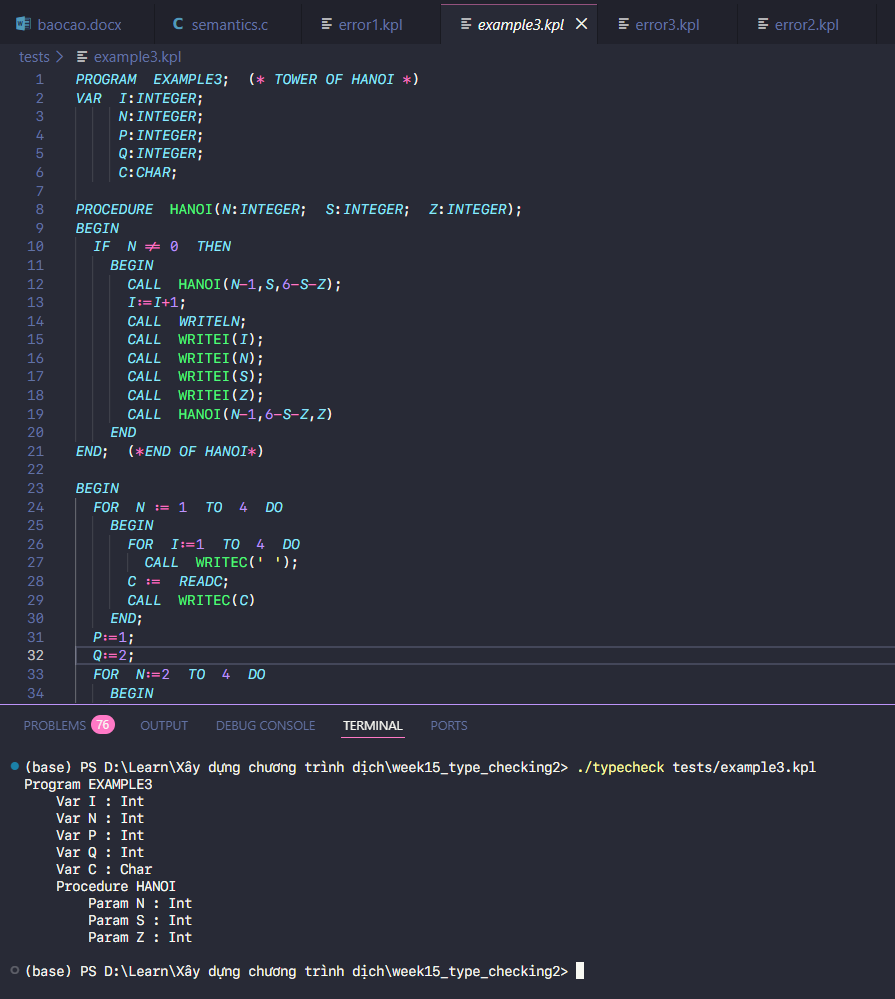 baocao.docx semantics.c error1.kpl example3.kpl error3.kpl error2.kpl
tests > example3.kpl
1 PROGRAM EXAMPLE3; (* TOWER OF HANOI *)
2 VAR I:INTEGER;
3 N:INTEGER;
4 P:INTEGER;
5 Q:INTEGER;
6 C:CHAR;
7
8 PROCEDURE HANOI(N:INTEGER; S:INTEGER; Z:INTEGER);
9 BEGIN
10 IF N != 0 THEN
11 BEGIN
12 CALL HANOI(N-1,S,6-S-Z);
13 I:=I+1;
14 CALL WRITELN;
15 CALL WRITEI(I);
16 CALL WRITEI(N);
17 CALL WRITEI(S);
18 CALL WRITEI(Z);
19 CALL HANOI(N-1,6-S-Z,Z)
20 END
21 END; (*END OF HANOI*)
22
23 BEGIN
24 FOR N := 1 TO 4 DO
25 BEGIN
26 FOR I:=1 TO 4 DO
27 CALL WRITEC(' ');
28 C := READC;
29 CALL WRITEC(C)
30 END;
31 P:=1;
32 Q:=2;
33 FOR N:=2 TO 4 DO
34 BEGIN
PROBLEMS 76 OUTPUT DEBUG CONSOLE TERMINAL PORTS
(base) PS D:\Learn\Xây dựng chương trình dịch\week15_type_checking2> ./typecheck tests/example3.kpl
Program EXAMPLE3
Var I : Int
Var N : Int
Var P : Int
Var Q : Int
Var C : Char
Procedure HANOI
Param N : Int
Param S : Int
Param Z : Int
(base) PS D:\Learn\Xây dựng chương trình dịch\week15_type_checking2>